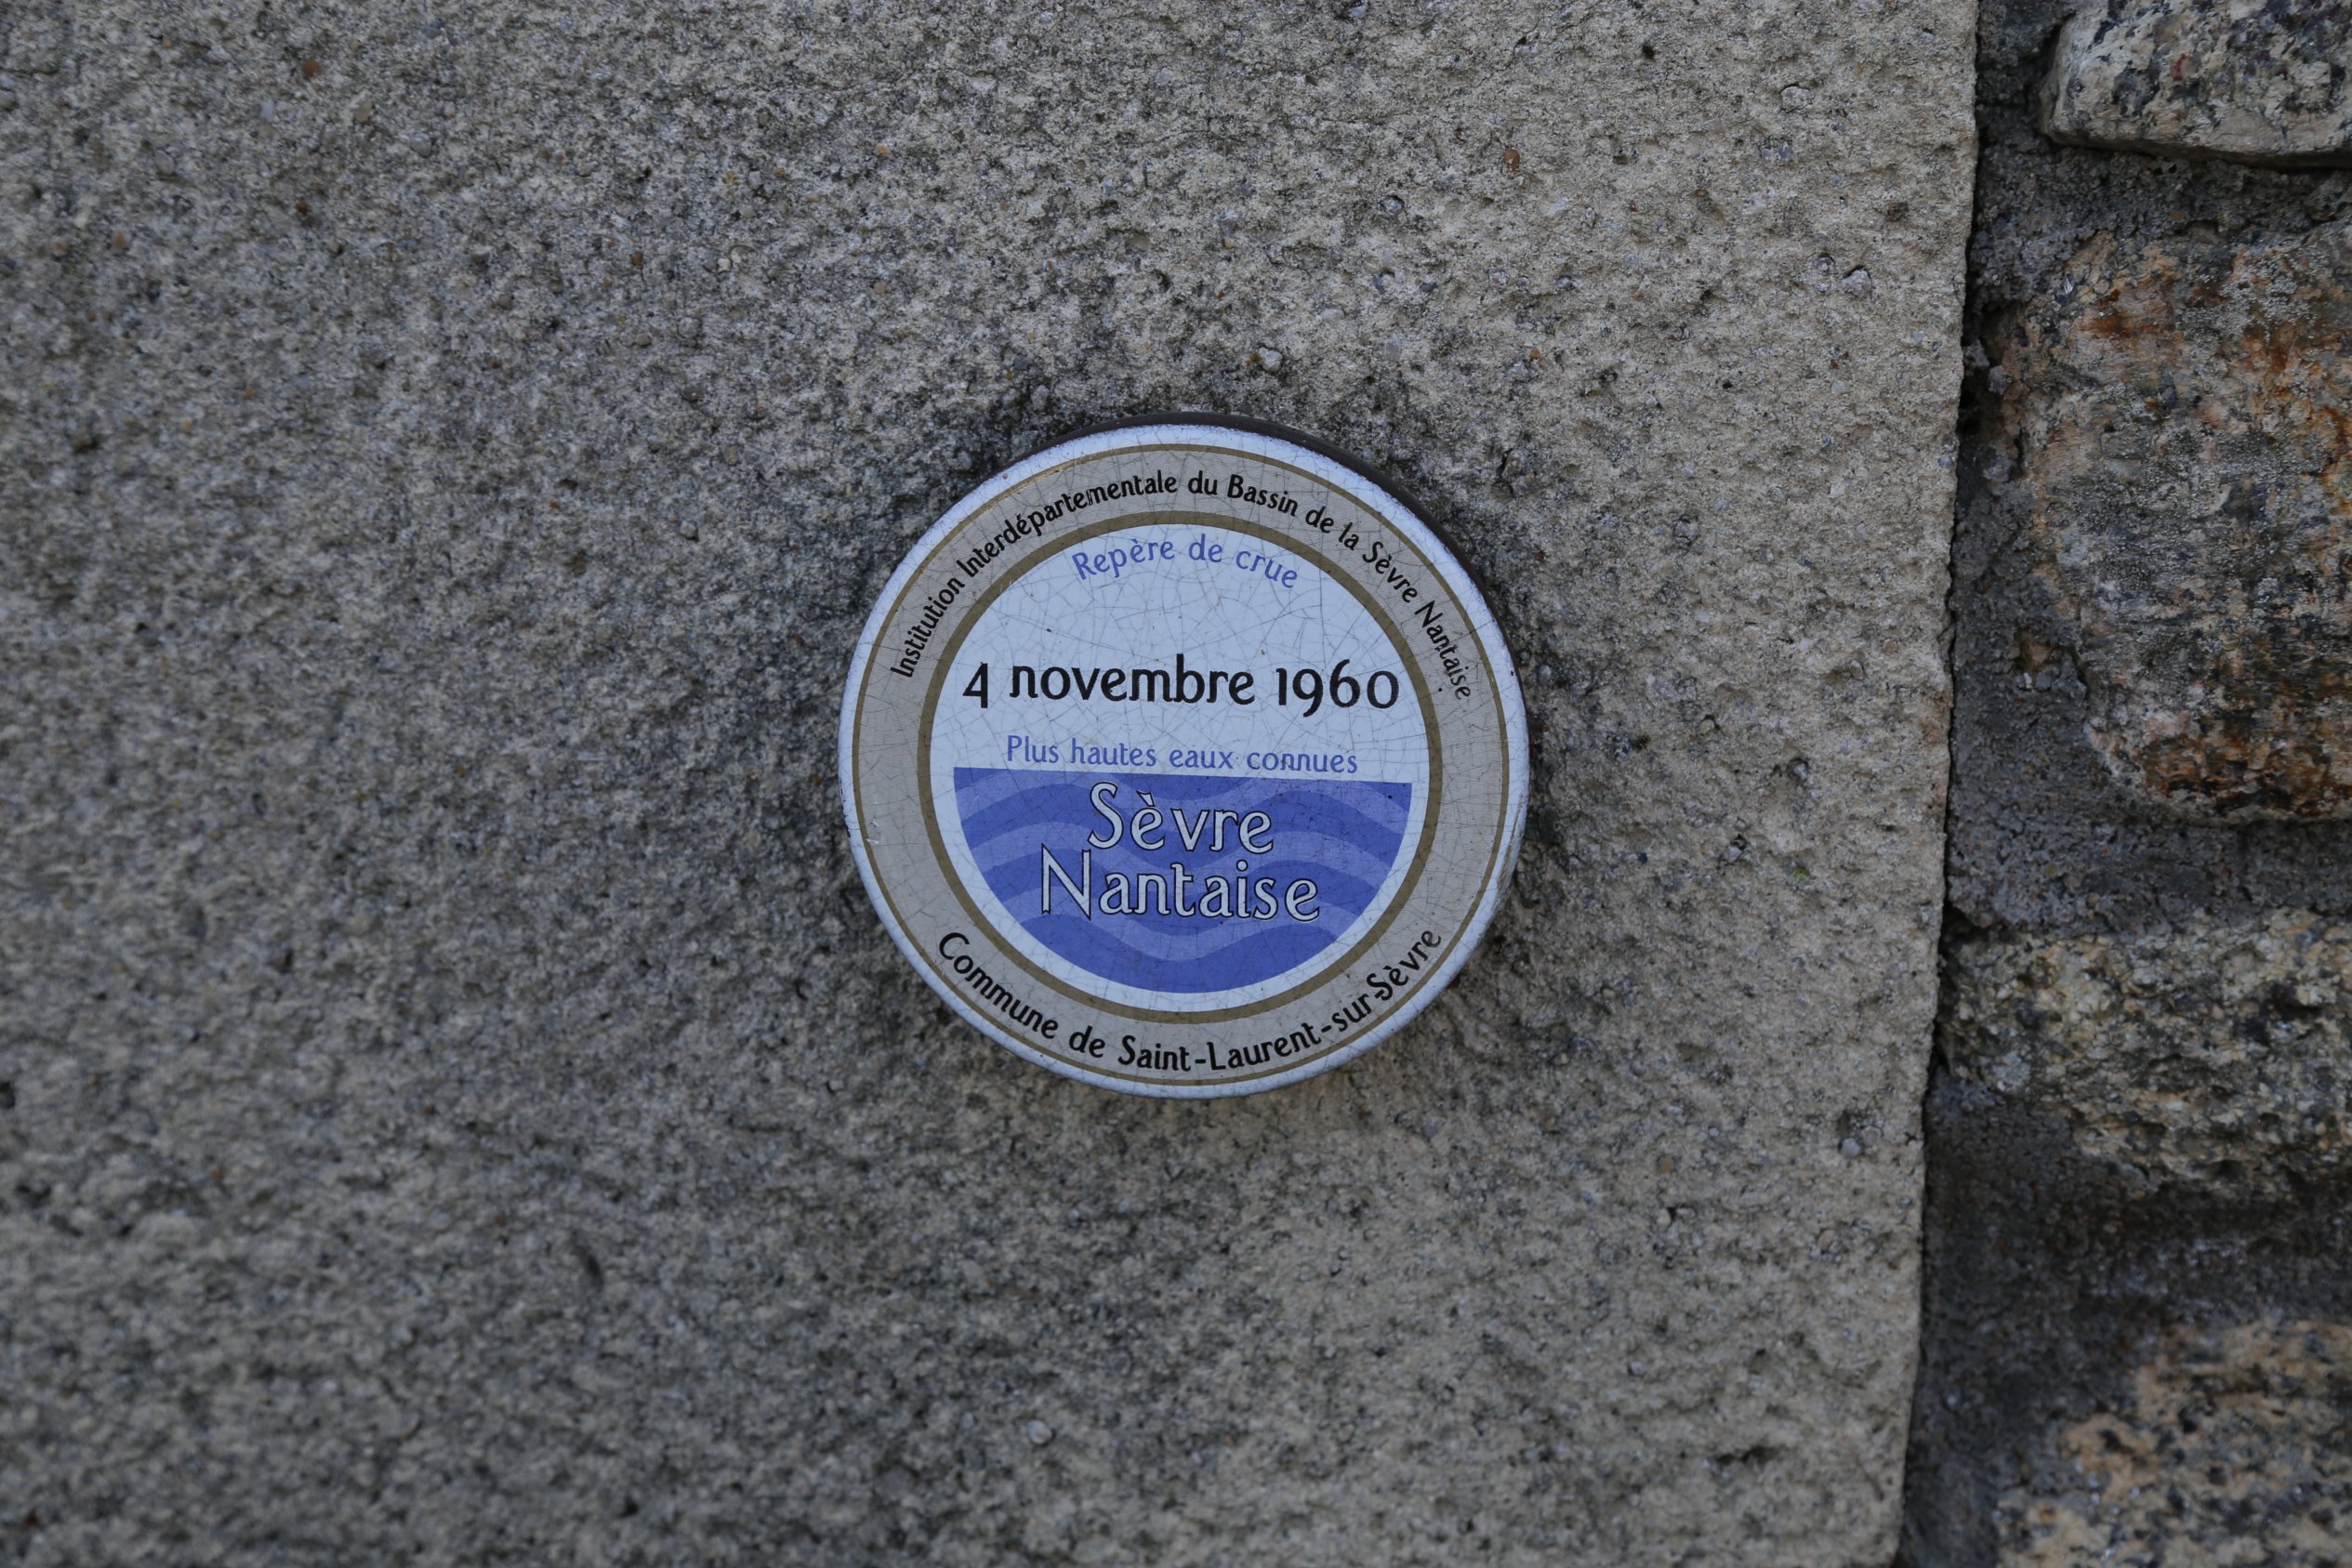 Institution Interdépartementale du Bassin de la Sèvre Nantaise
Repère de crue
4 novembre 1960
Plus hautes eaux connues
Sèvre
Nantaise
Commune de Saint-Laurent-sur-Sèvre